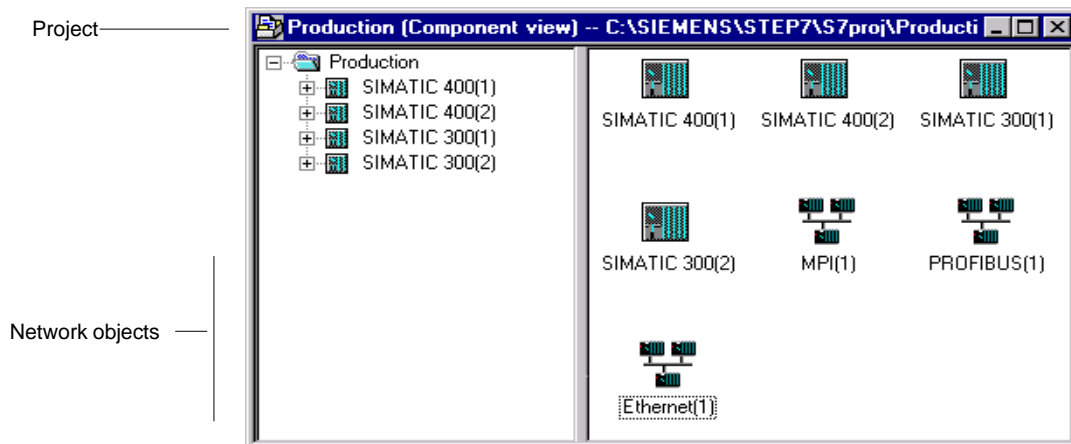 Project
Production (Component view) -- C:\SIEMENS\STEP7\S7proj\Producti
Production
SIMATIC 400(1)
SIMATIC 400(2)
SIMATIC 300(1)
SIMATIC 300(2)
SIMATIC 400(1) SIMATIC 400(2) SIMATIC 300(1)
SIMATIC 300(2) MPI(1) PROFIBUS(1)
Network objects
Ethernet(1)